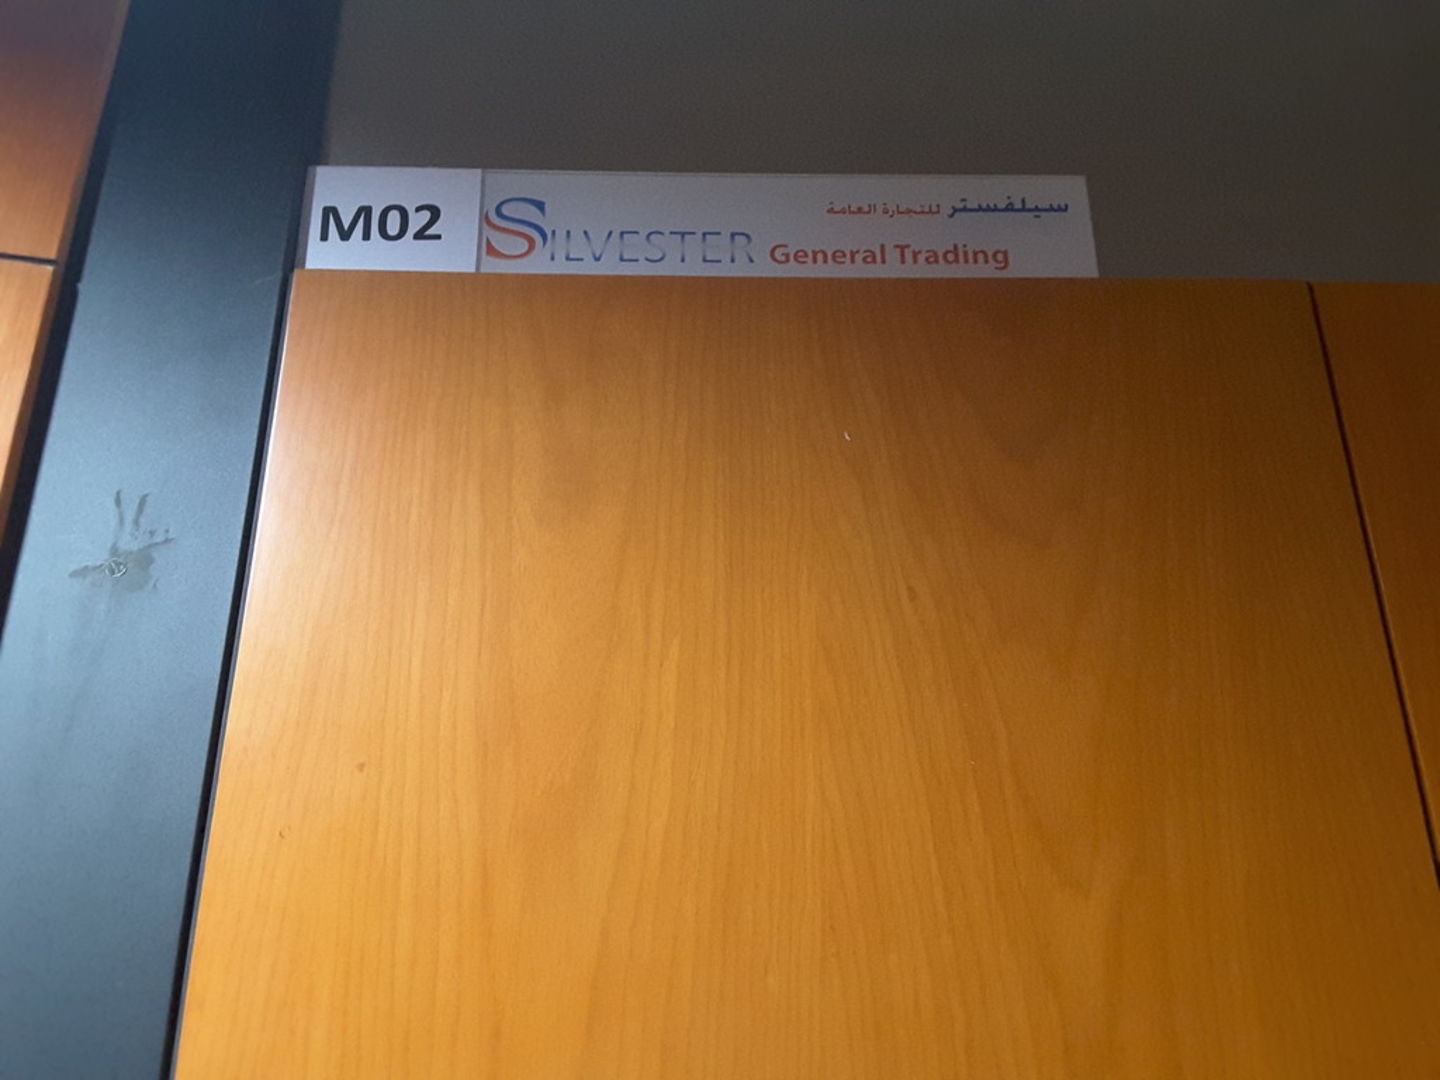 M02
سيلفستر للتجارة العامة
SILVESTER General Trading